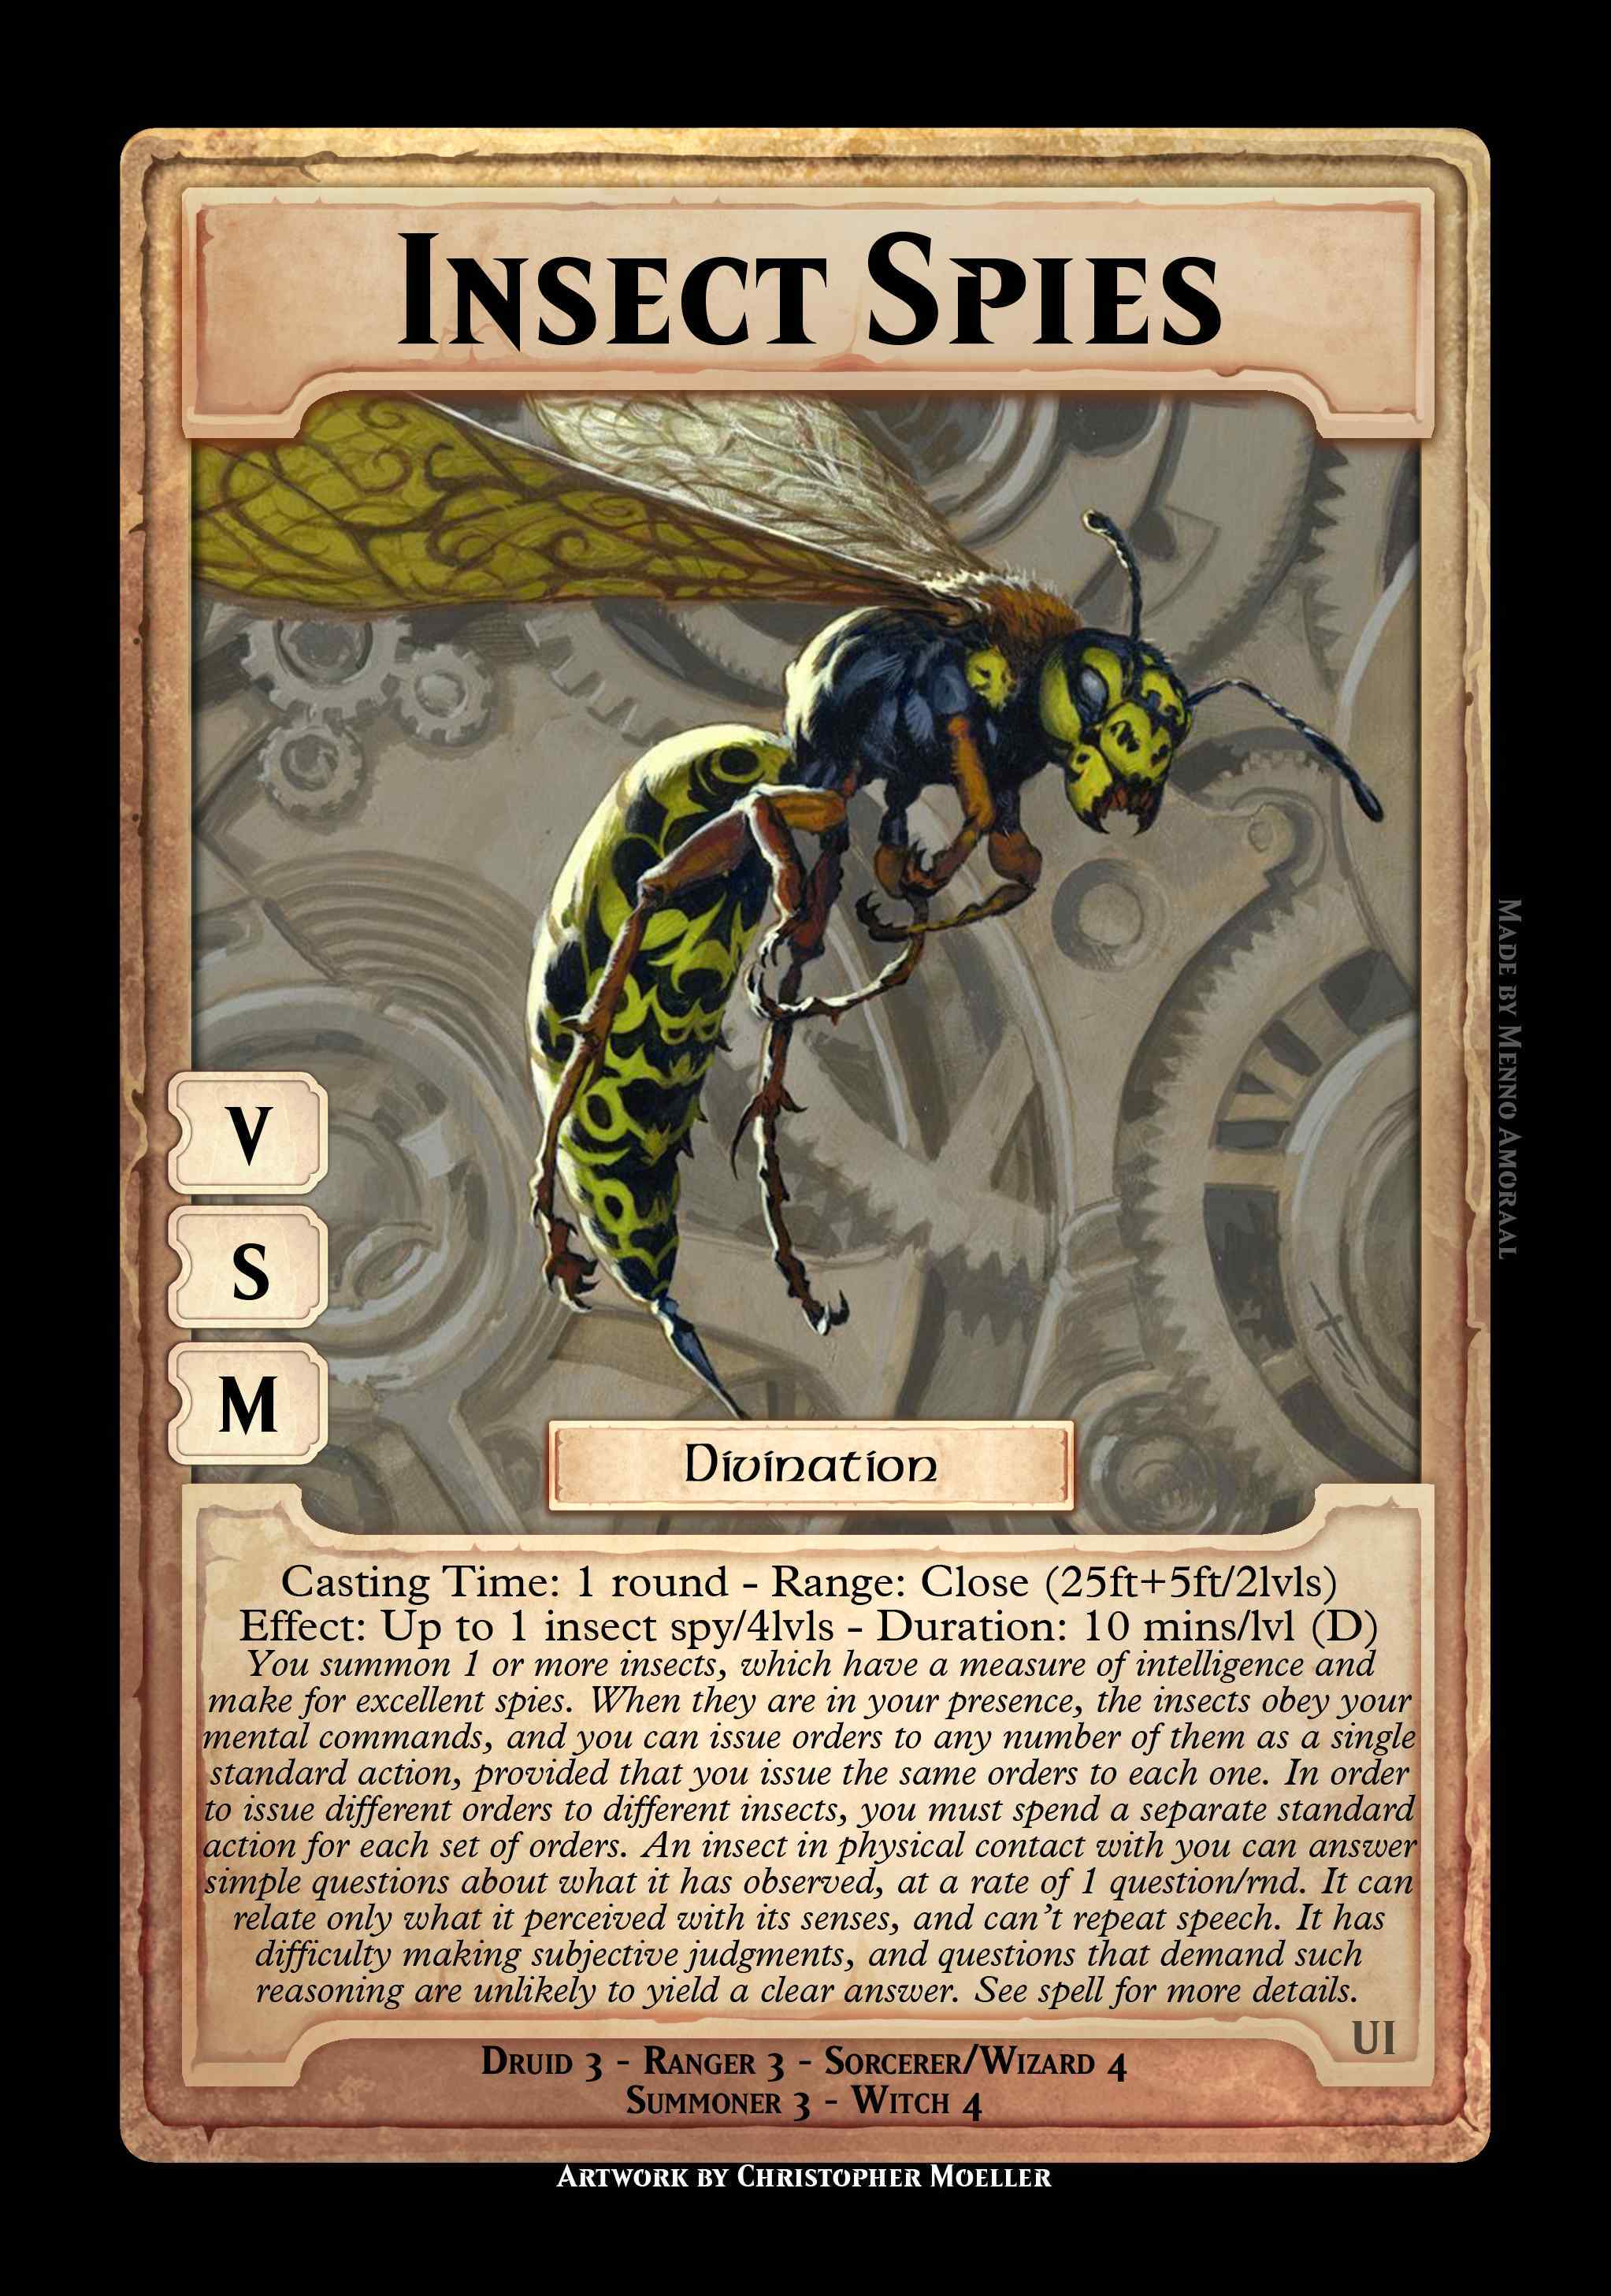 Insect Spies
V
S
M
Divination
Casting Time: 1 round - Range: Close (25ft+5ft/2lvls)
Effect: Up to 1 insect spy/4lvls - Duration: 10 mins/lvl (D)
You summon 1 or more insects, which have a measure of intelligence and
make for excellent spies. When they are in your presence, the insects obey your
mental commands, and you can issue orders to any number of them as a single
standard action, provided that you issue the same orders to each one. In order
to issue different orders to different insects, you must spend a separate standard
action for each set of orders. An insect in physical contact with you can answer
simple questions about what it has observed, at a rate of 1 question/rnd. It can
relate only what it perceived with its senses, and can't repeat speech. It has
difficulty making subjective judgments, and questions that demand such
reasoning are unlikely to yield a clear answer. See spell for more details.
UI
Druid 3 - Ranger 3 - Sorcerer/Wizard 4
Summoner 3 - Witch 4
Artwork by Christopher Moeller
Made by Menno Amoraal